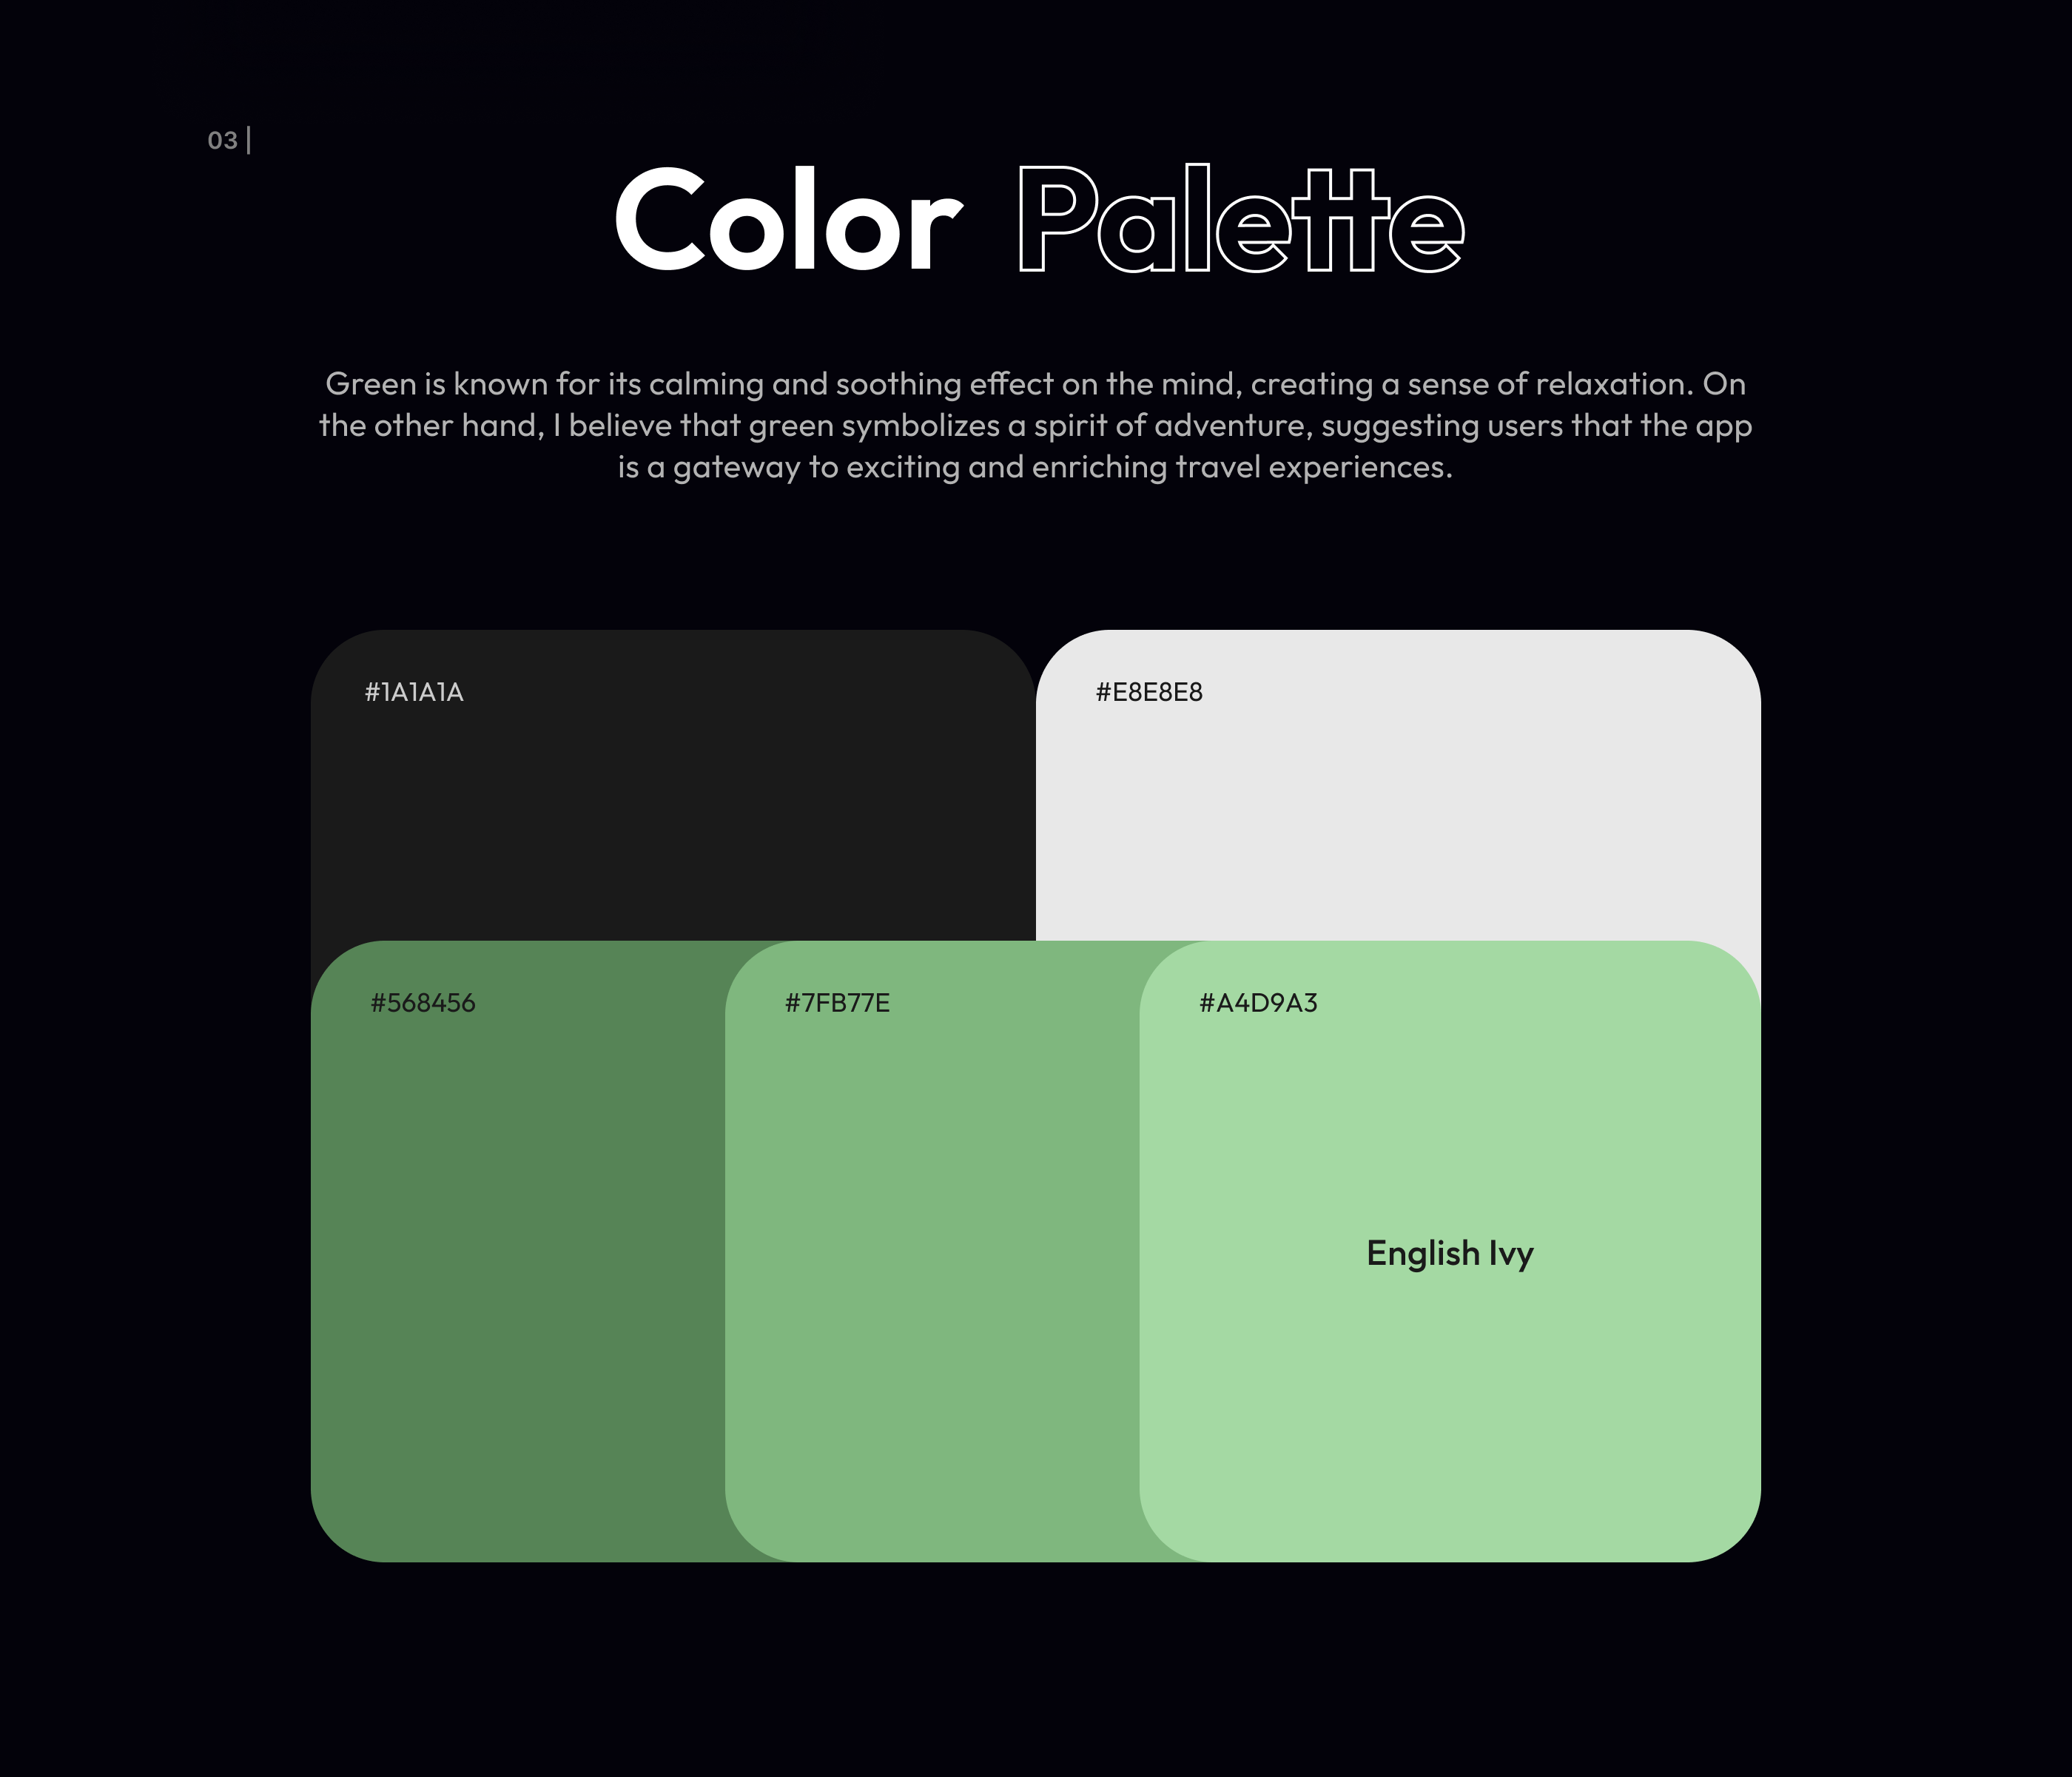 03 |
Color Palette
Green is known for its calming and soothing effect on the mind, creating a sense of relaxation. On
the other hand, I believe that green symbolizes a spirit of adventure, suggesting users that the app
is a gateway to exciting and enriching travel experiences.
#1A1A1A
#E8E8E8
#568456
#7FB77E
#A4D9A3
English Ivy